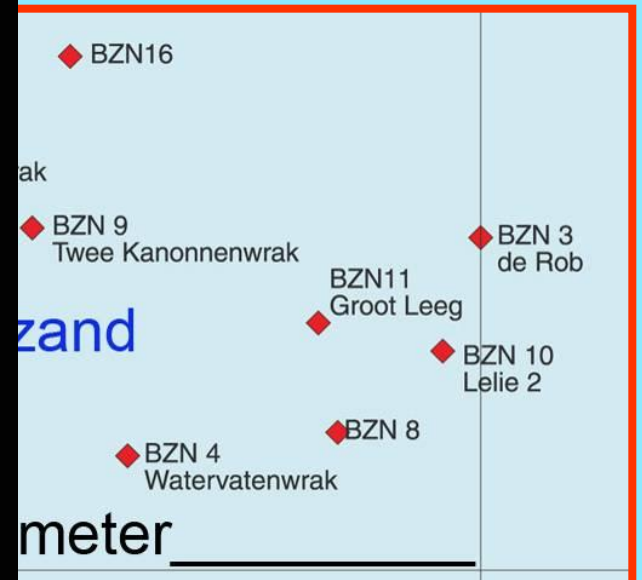 BZN16
ak
BZN 9
Twee Kanonnenwrak
BZN 3
de Rob
BZN11
Groot Leeg
zand
BZN 10
Lelie 2
BZN 8
BZN 4
Watervatenwrak
meter